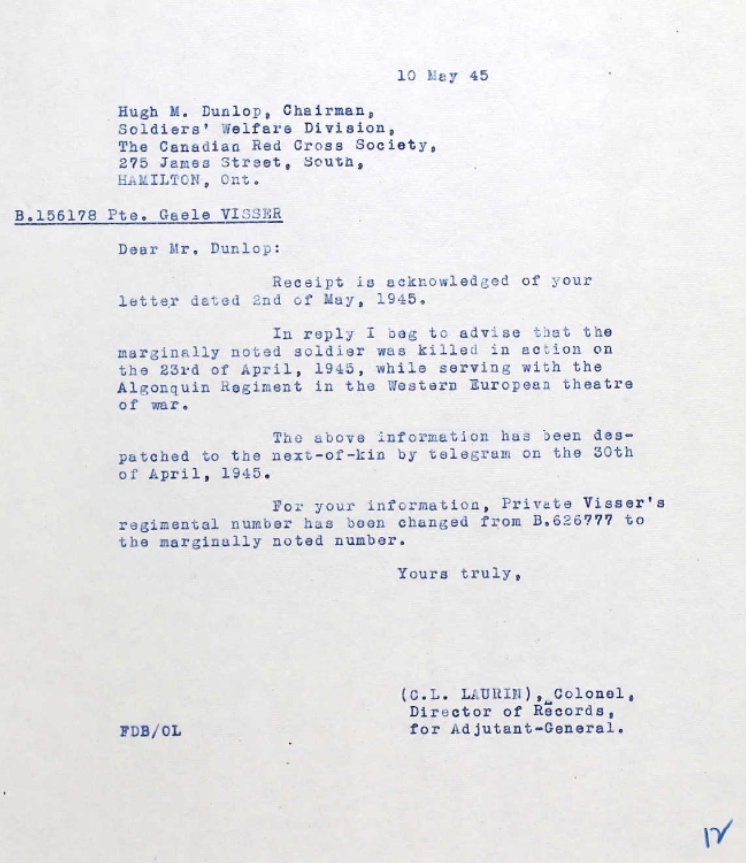 10 May 45
Hugh M. Dunlop, Chairman,
Soldiers' Welfare Division,
The Canadian Red Cross Society,
275 James Street, South,
HAMILTON, Ont.
B.156178 Pte. Gaele VISSER
Dear Mr. Dunlop:
Receipt is acknowledged of your
letter dated 2nd of May, 1945.
In reply I beg to advise that the
marginally noted soldier was killed in action on
the 23rd of April, 1945, while serving with the
Algonquin Regiment in the Western European theatre
of war.
The above information has been des-
patched to the next-of-kin by telegram on the 30th
of April, 1945.
For your information, Private Visser's
regimental number has been changed from B.626777 to
the marginally noted number.
Yours truly,
(C.L. LAURIN), Colonel,
Director of Records,
FDB/OL for Adjutant-General.